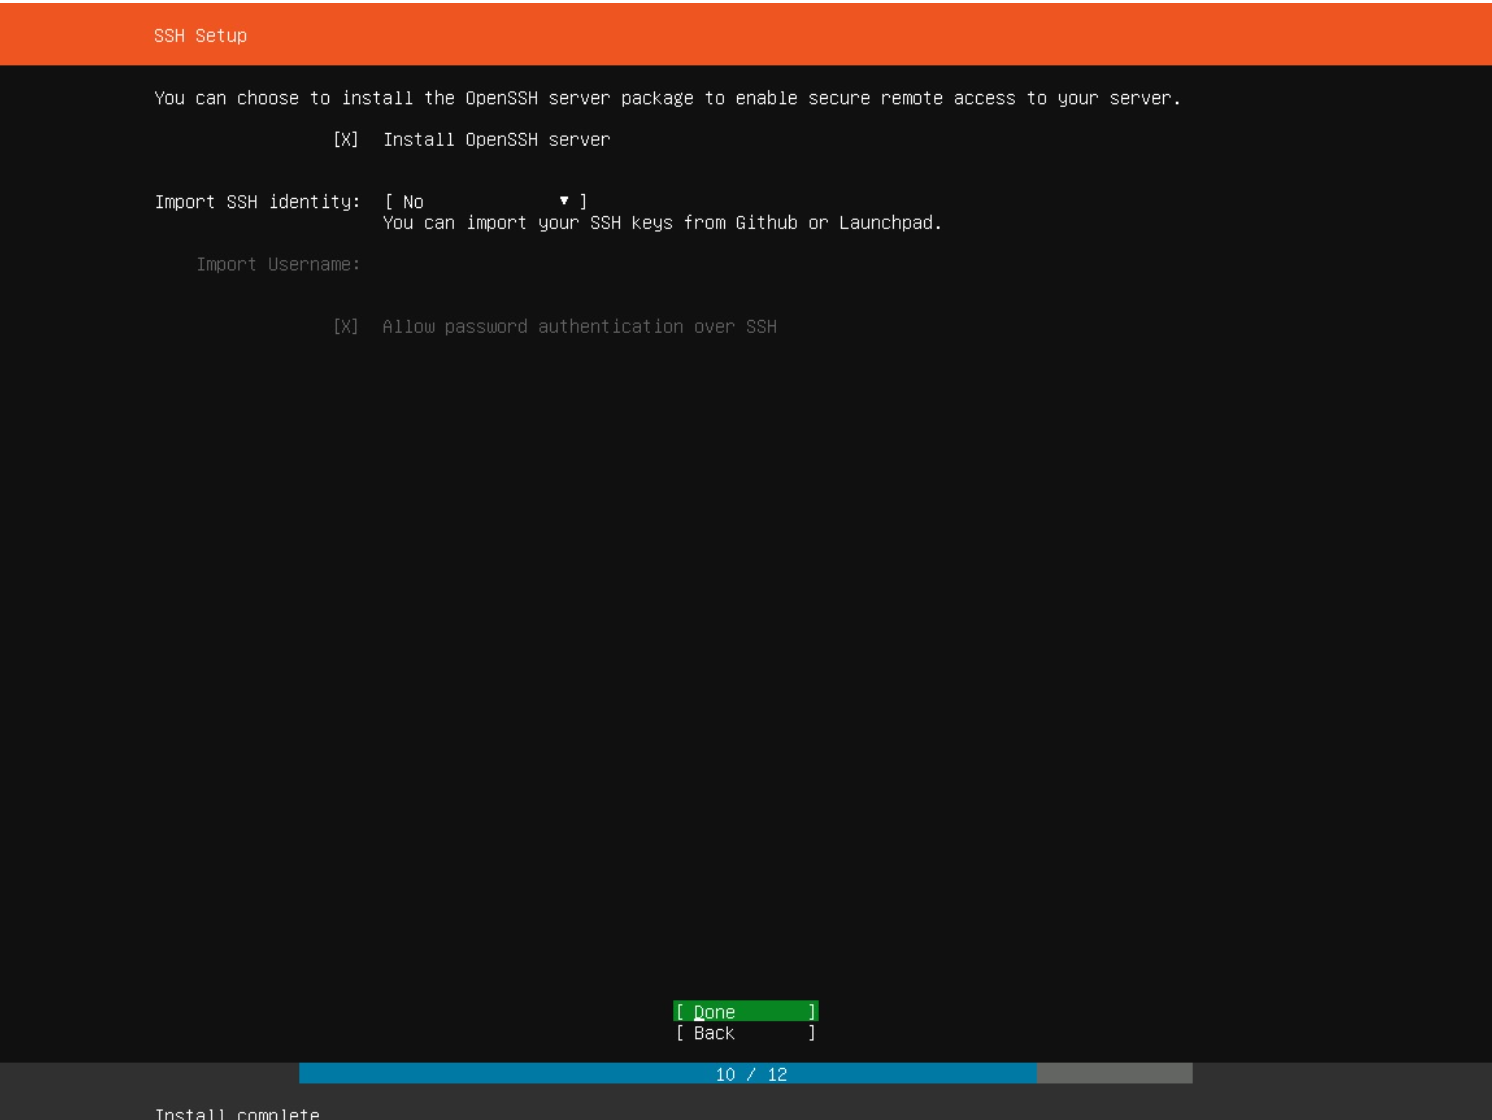 SSH Setup
You can choose to install the OpenSSH server package to enable secure remote access to your server.
[X] Install OpenSSH server
Import SSH identity: [ No ▼ ]
You can import your SSH keys from Github or Launchpad.
Import Username:
[X] Allow password authentication over SSH
[ Done ]
[ Back ]
10 / 12
Install complete